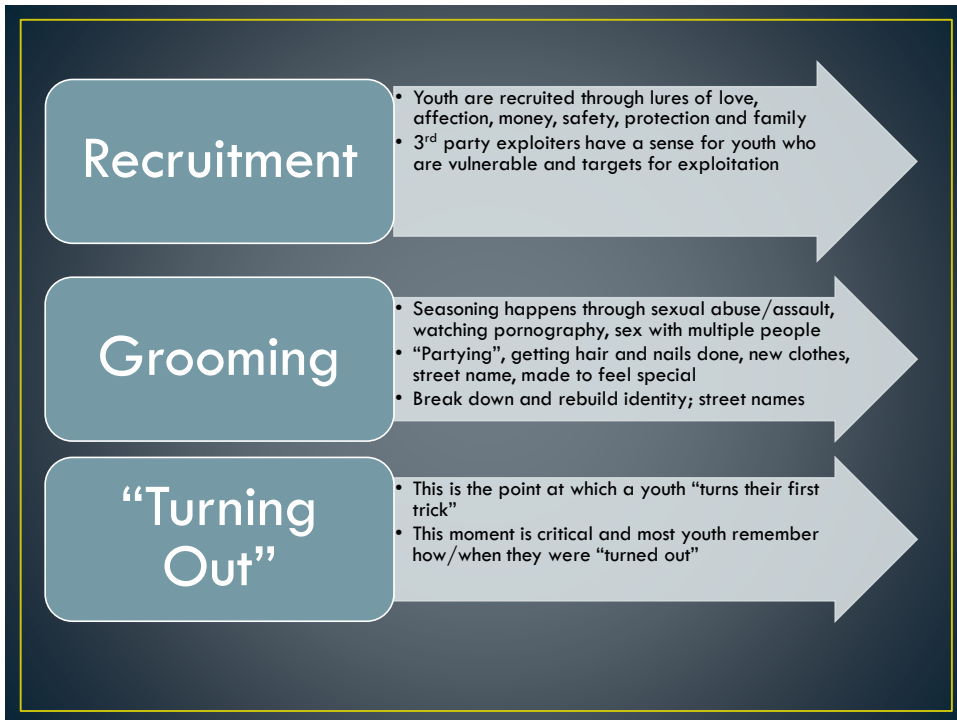 Recruitment
• Youth are recruited through lures of love,
affection, money, safety, protection and family
• 3rd party exploiters have a sense for youth who
are vulnerable and targets for exploitation
Grooming
• Seasoning happens through sexual abuse/assault,
watching pornography, sex with multiple people
• “Partying”, getting hair and nails done, new clothes,
street name, made to feel special
• Break down and rebuild identity; street names
“Turning
Out”
• This is the point at which a youth “turns their first
trick”
• This moment is critical and most youth remember
how/when they were “turned out”